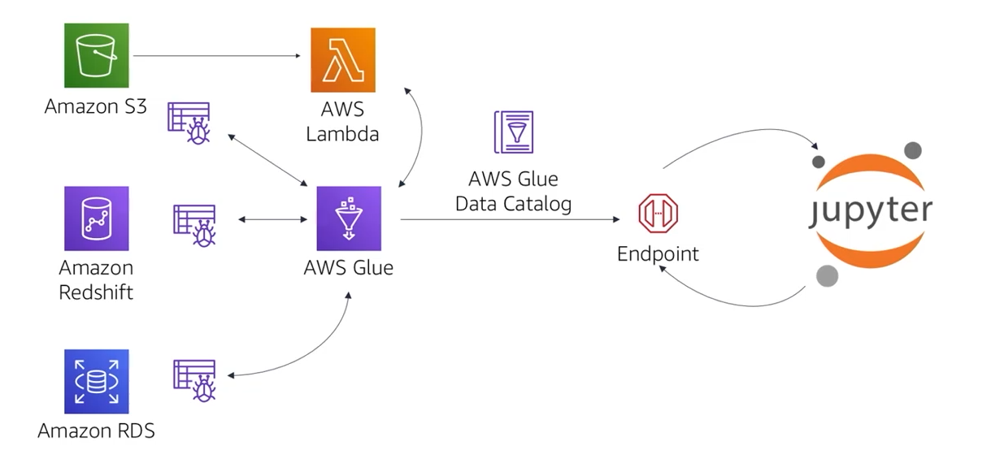 Amazon S3
AWS
Lambda
AWS Glue
Data Catalog
Amazon
Redshift
AWS Glue
Endpoint
jupyter
Amazon RDS